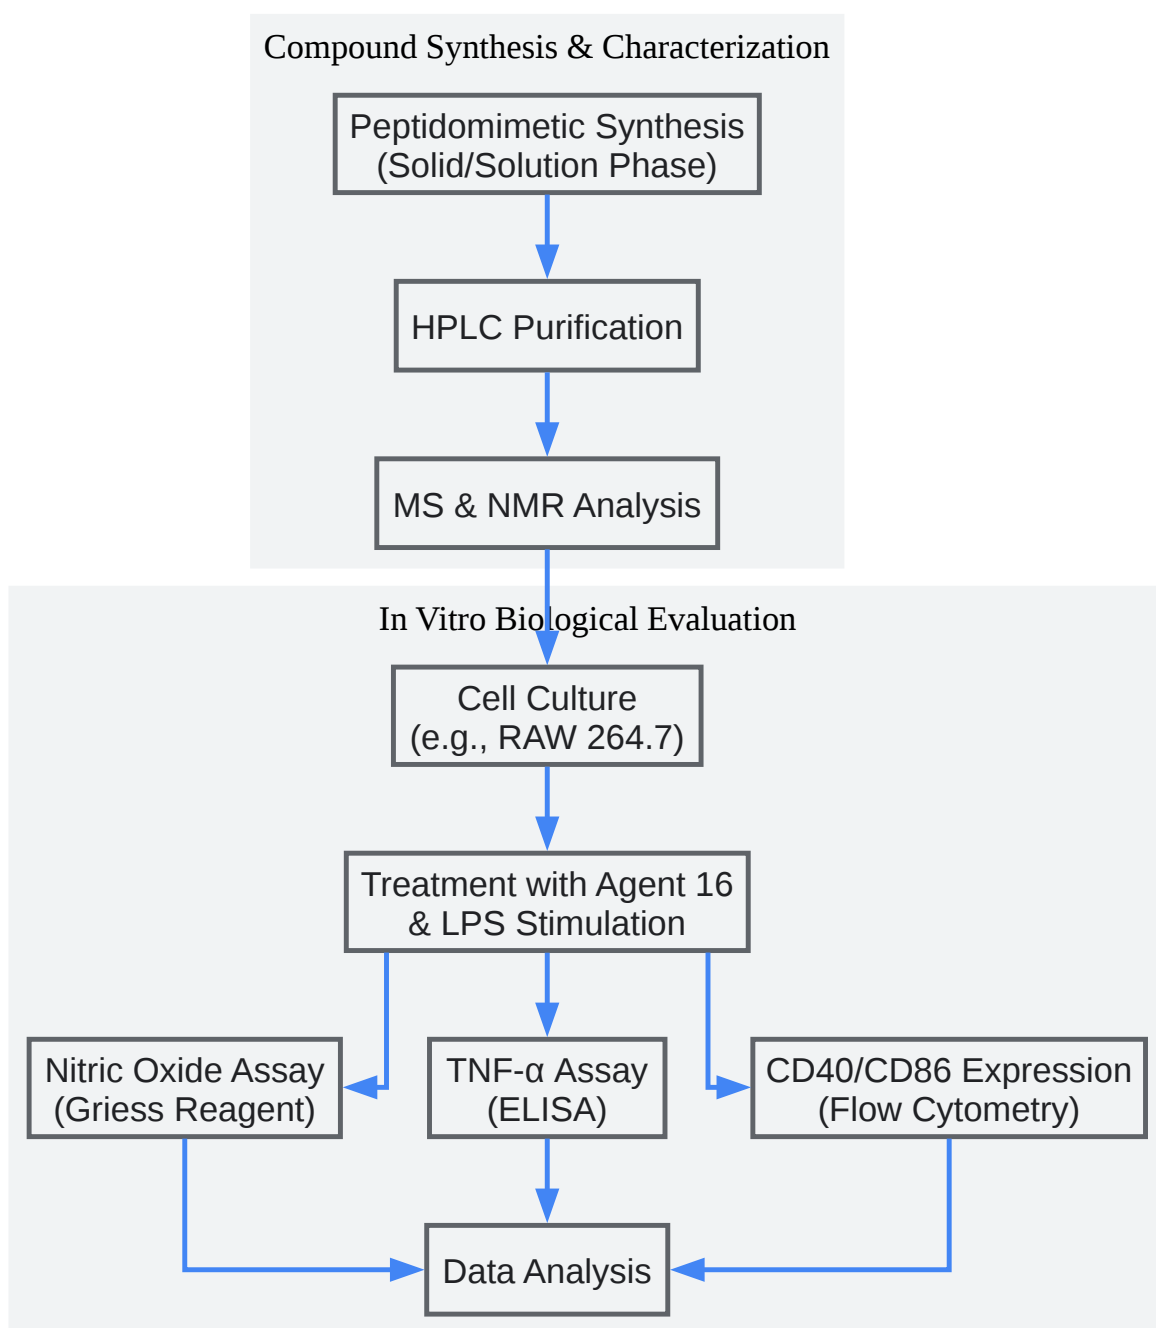 Compound Synthesis & Characterization
Peptidomimetic Synthesis
(Solid/Solution Phase)
HPLC Purification
MS & NMR Analysis
In Vitro Biological Evaluation
Cell Culture
(e.g., RAW 264.7)
Treatment with Agent 16
& LPS Stimulation
Nitric Oxide Assay
(Griess Reagent)
TNF-α Assay
(ELISA)
CD40/CD86 Expression
(Flow Cytometry)
Data Analysis